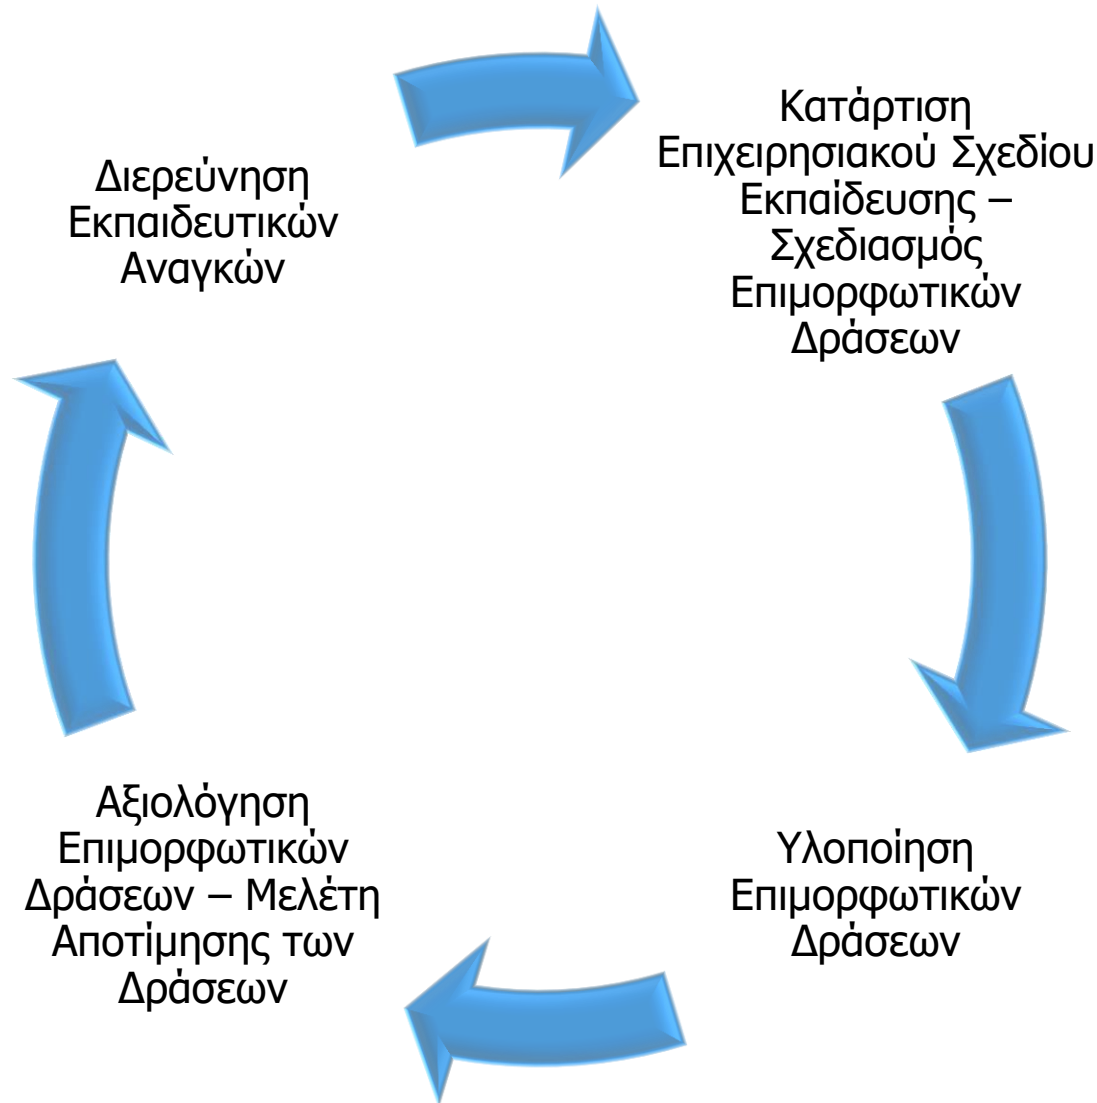 Διερεύνηση
Εκπαιδευτικών
Αναγκών
Κατάρτιση
Επιχειρησιακού Σχεδίου
Εκπαίδευσης –
Σχεδιασμός
Επιμορφωτικών
Δράσεων
Υλοποίηση
Επιμορφωτικών
Δράσεων
Αξιολόγηση
Επιμορφωτικών
Δράσεων – Μελέτη
Αποτίμησης των
Δράσεων